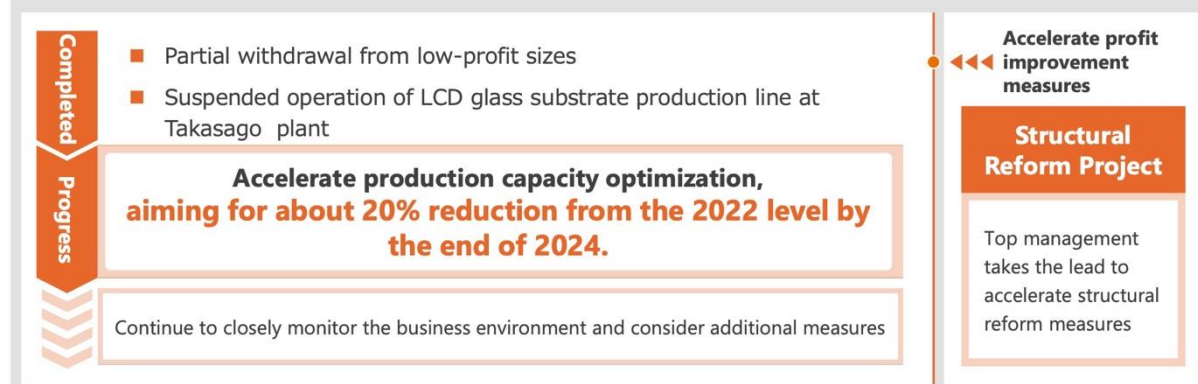 Completed
■ Partial withdrawal from low-profit sizes
■ Suspended operation of LCD glass substrate production line at
Takasago plant
Progress
Accelerate production capacity optimization,
aiming for about 20% reduction from the 2022 level by
the end of 2024.
Continue to closely monitor the business environment and consider additional measures
Accelerate profit
improvement
measures
Structural
Reform Project
Top management
takes the lead to
accelerate structural
reform measures